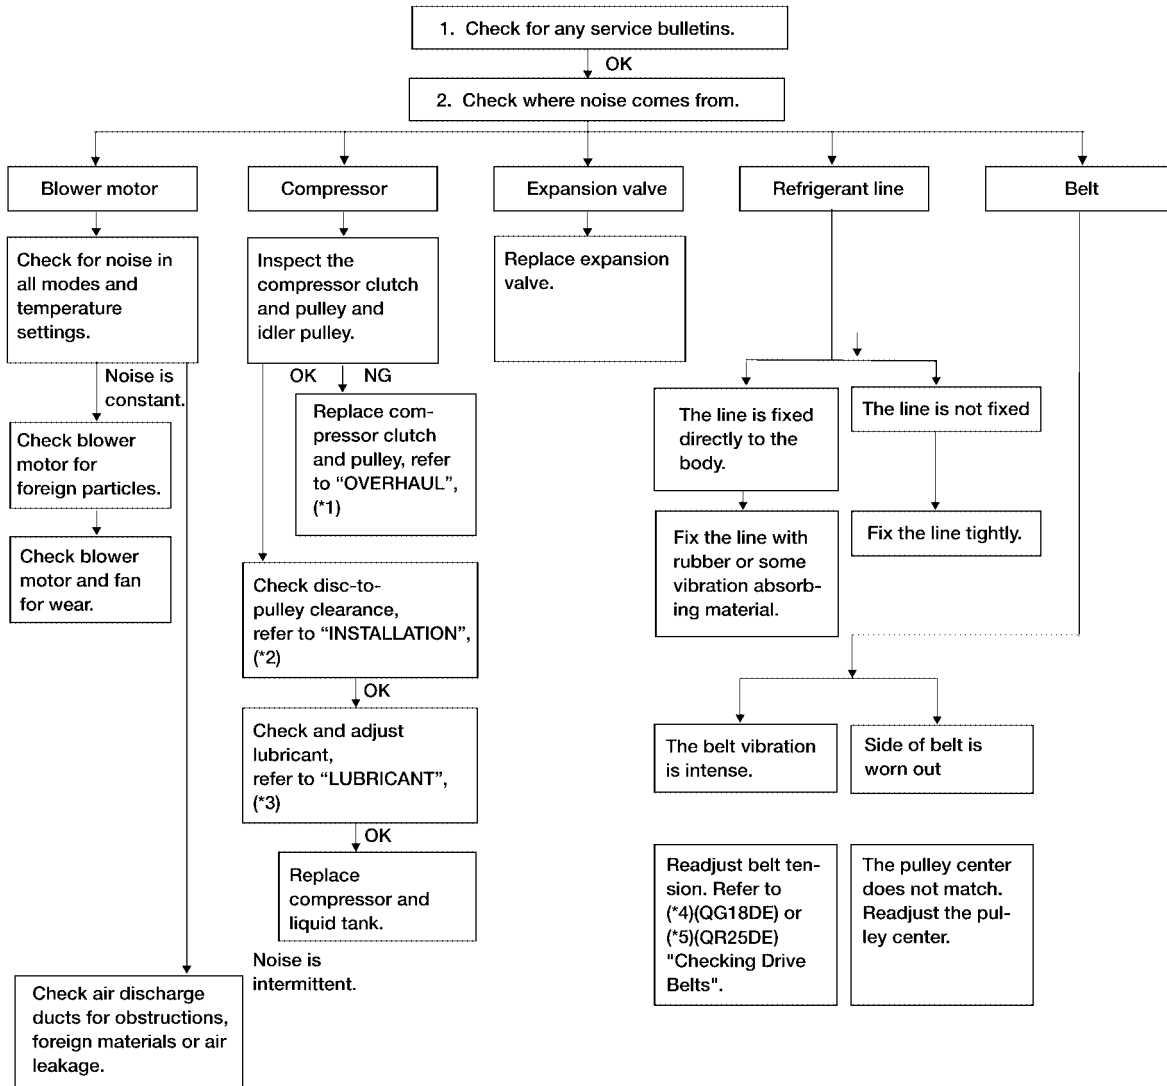 1. Check for any service bulletins.
OK
2. Check where noise comes from.
Blower motor
Compressor
Expansion valve
Refrigerant line
Belt
Check for noise in
all modes and
temperature
settings.
Noise is
constant.
Check blower
motor for
foreign particles.
Check blower
motor and fan
for wear.
Noise is
intermittent.
Check air discharge
ducts for obstructions,
foreign materials or air
leakage.
Inspect the
compressor clutch
and pulley and
idler pulley.
OK
NG
Replace com-
pressor clutch
and pulley, refer
to “OVERHAUL”,
(*1)
Check disc-to-
pulley clearance,
refer to “INSTALLATION”,
(*2)
OK
Check and adjust
lubricant,
refer to “LUBRICANT”,
(*3)
OK
Replace
compressor and
liquid tank.
Replace expansion
valve.
The line is fixed
directly to the
body.
Fix the line with
rubber or some
vibration absorb-
ing material.
The line is not fixed
Fix the line tightly.
The belt vibration
is intense.
Readjust belt ten-
sion. Refer to
(*4)(QG18DE) or
(*5)(QR25DE)
"Checking Drive
Belts".
Side of belt is
worn out
The pulley center
does not match.
Readjust the pul-
ley center.